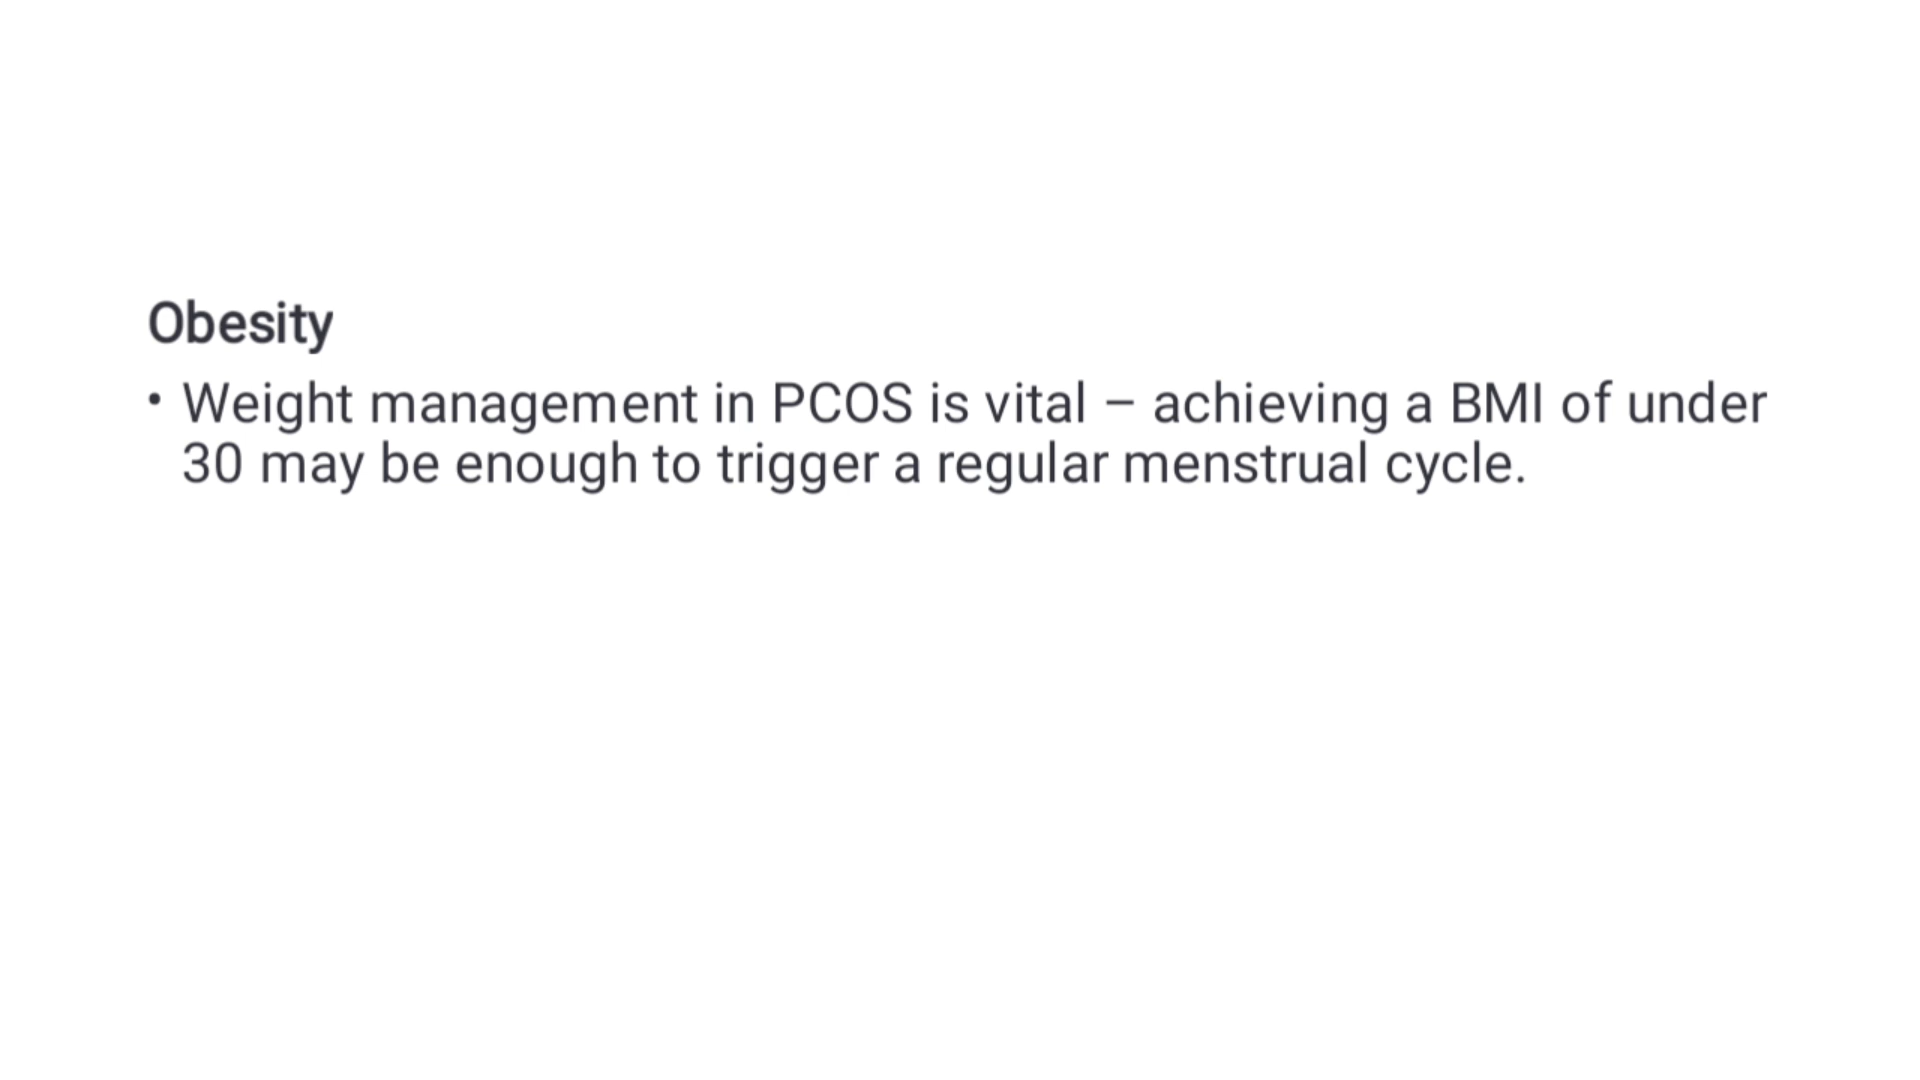 Obesity
• Weight management in PCOS is vital – achieving a BMI of under
30 may be enough to trigger a regular menstrual cycle.